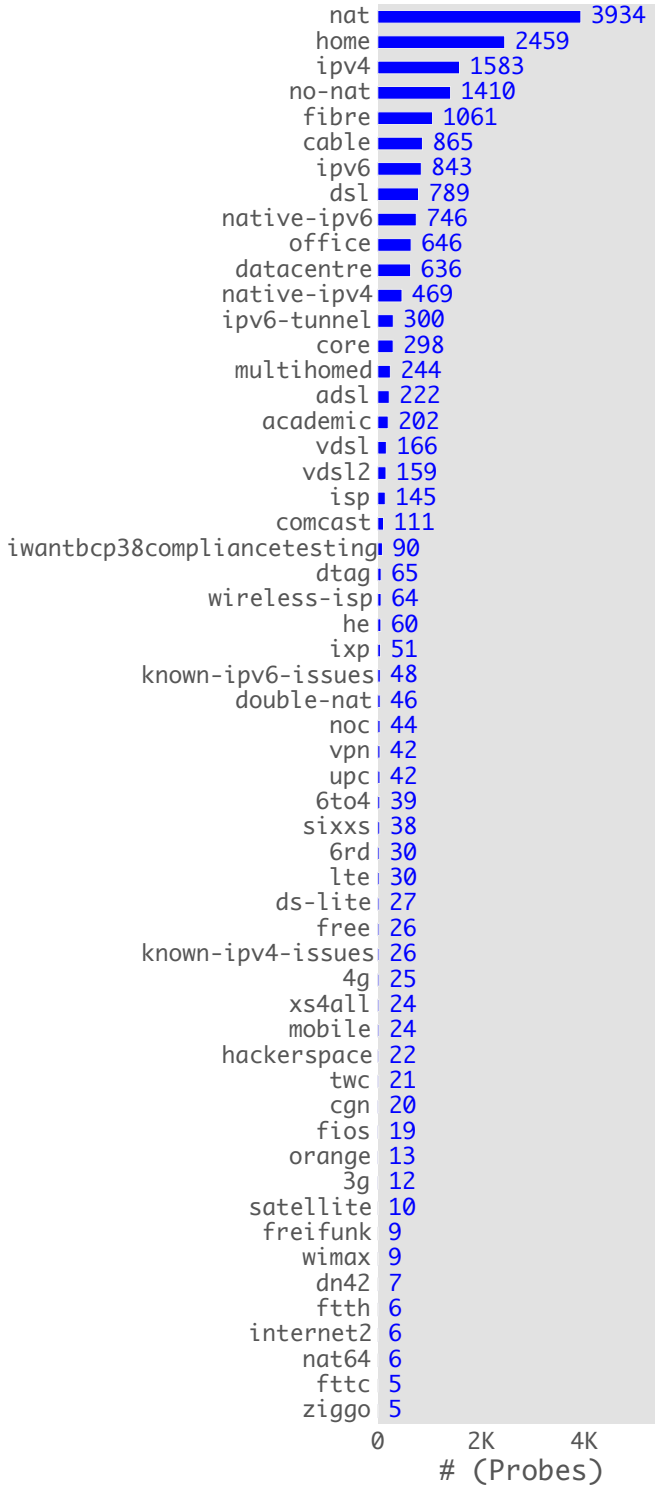 nat 3934
home 2459
ipv4 1583
no-nat 1410
fibre 1061
cable 865
ipv6 843
dsl 789
native-ipv6 746
office 646
datacentre 636
native-ipv4 469
ipv6-tunnel 300
core 298
multihomed 244
adsl 222
academic 202
vdsl 166
vdsl2 159
isp 145
comcast 111
iwantbcp38compliancetesting 90
dtag 65
wireless-isp 64
he 60
ixp 51
known-ipv6-issues 48
double-nat 46
noc 44
vpn 42
upc 42
6to4 39
sixxs 38
6rd 30
lte 30
ds-lite 27
free 26
known-ipv4-issues 26
4g 25
xs4all 24
mobile 24
hackerspace 22
twc 21
cgn 20
fios 19
orange 13
3g 12
satellite 10
freifunk 9
wimax 9
dn42 7
ftth 6
internet2 6
nat64 6
fttc 5
ziggo 5
0 2K 4K
# (Probes)